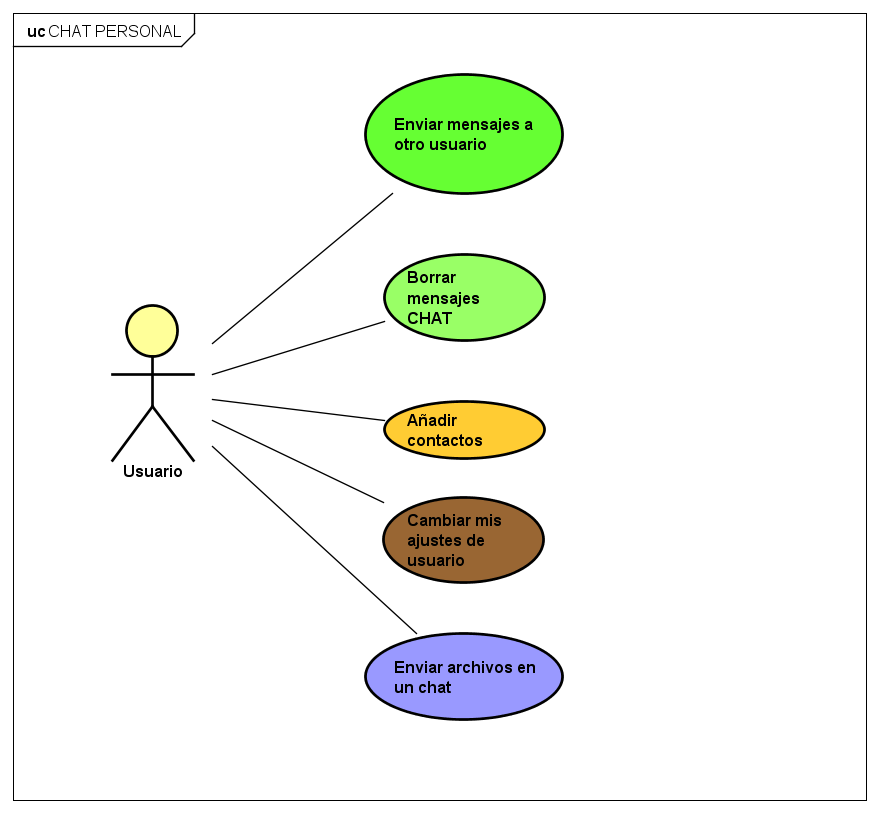 uc CHAT PERSONAL
Enviar mensajes a
otro usuario
Borrar
mensajes
CHAT
Añadir
contactos
Usuario
Cambiar mis
ajustes de
usuario
Enviar archivos en
un chat